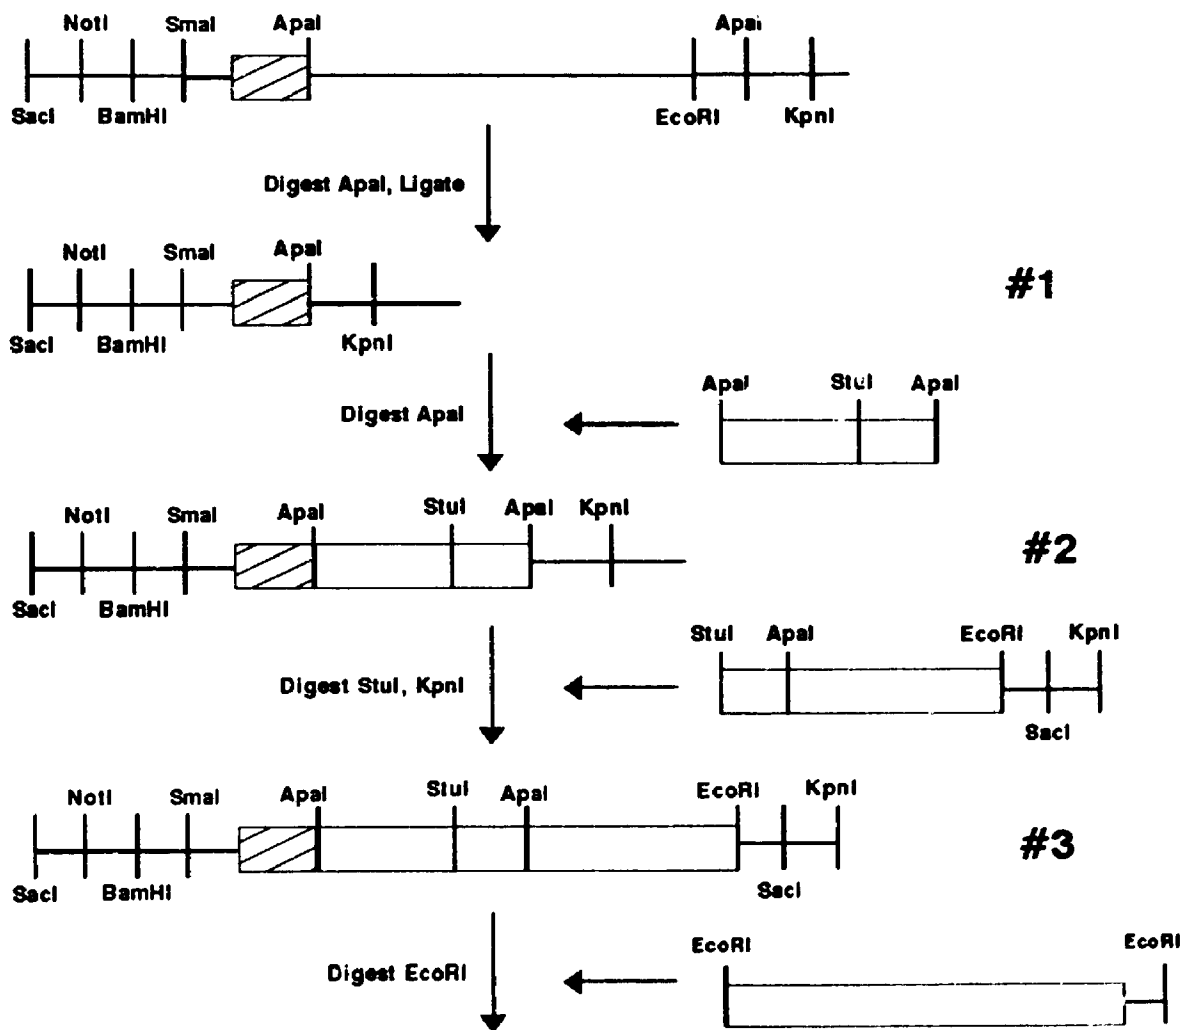 NotI SmaI ApaI ApaI
SacI BamHI EcoRI KpnI
Digest ApaI, Ligate
NotI SmaI ApaI
#1
SacI BamHI KpnI
ApaI StuI ApaI
Digest ApaI
NotI SmaI ApaI StuI ApaI KpnI
#2
SacI BamHI
StuI ApaI EcoRI KpnI
Digest StuI, KpnI
SacI
NotI SmaI ApaI StuI ApaI EcoRI KpnI
#3
SacI BamHI SacI
EcoRI EcoRI
Digest EcoRI